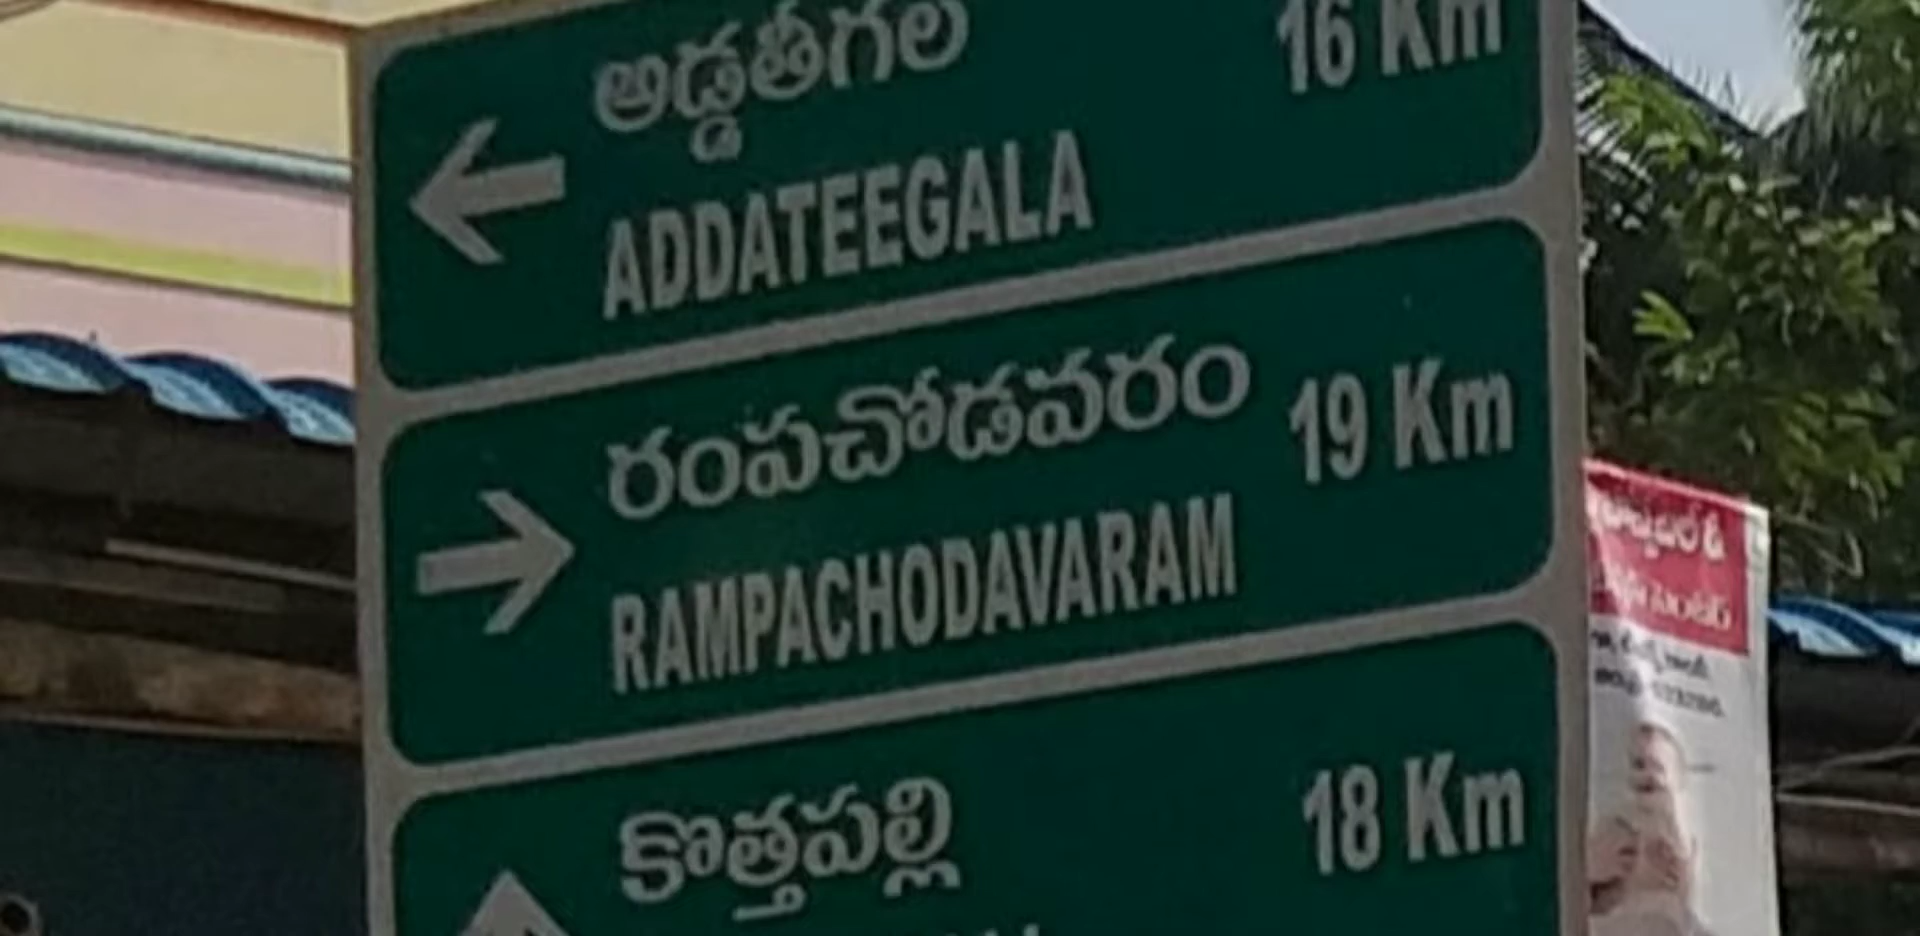 అడ్డతీగల 16 Km
ADDATEEGALA
రంపచోడవరం 19 Km
RAMPACHODAVARAM
కొత్తపల్లి 18 Km